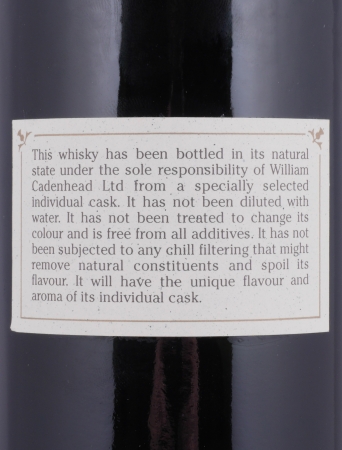 This whisky has been bottled in its natural
state under the sole responsibility of William
Cadenhead Ltd from a specially selected
individual cask. It has not been diluted with
water. It has not been treated to change its
colour and is free from all additives. It has not
been subjected to any chill filtering that might
remove natural constituents and spoil its
flavour. It will have the unique flavour and
aroma of its individual cask.